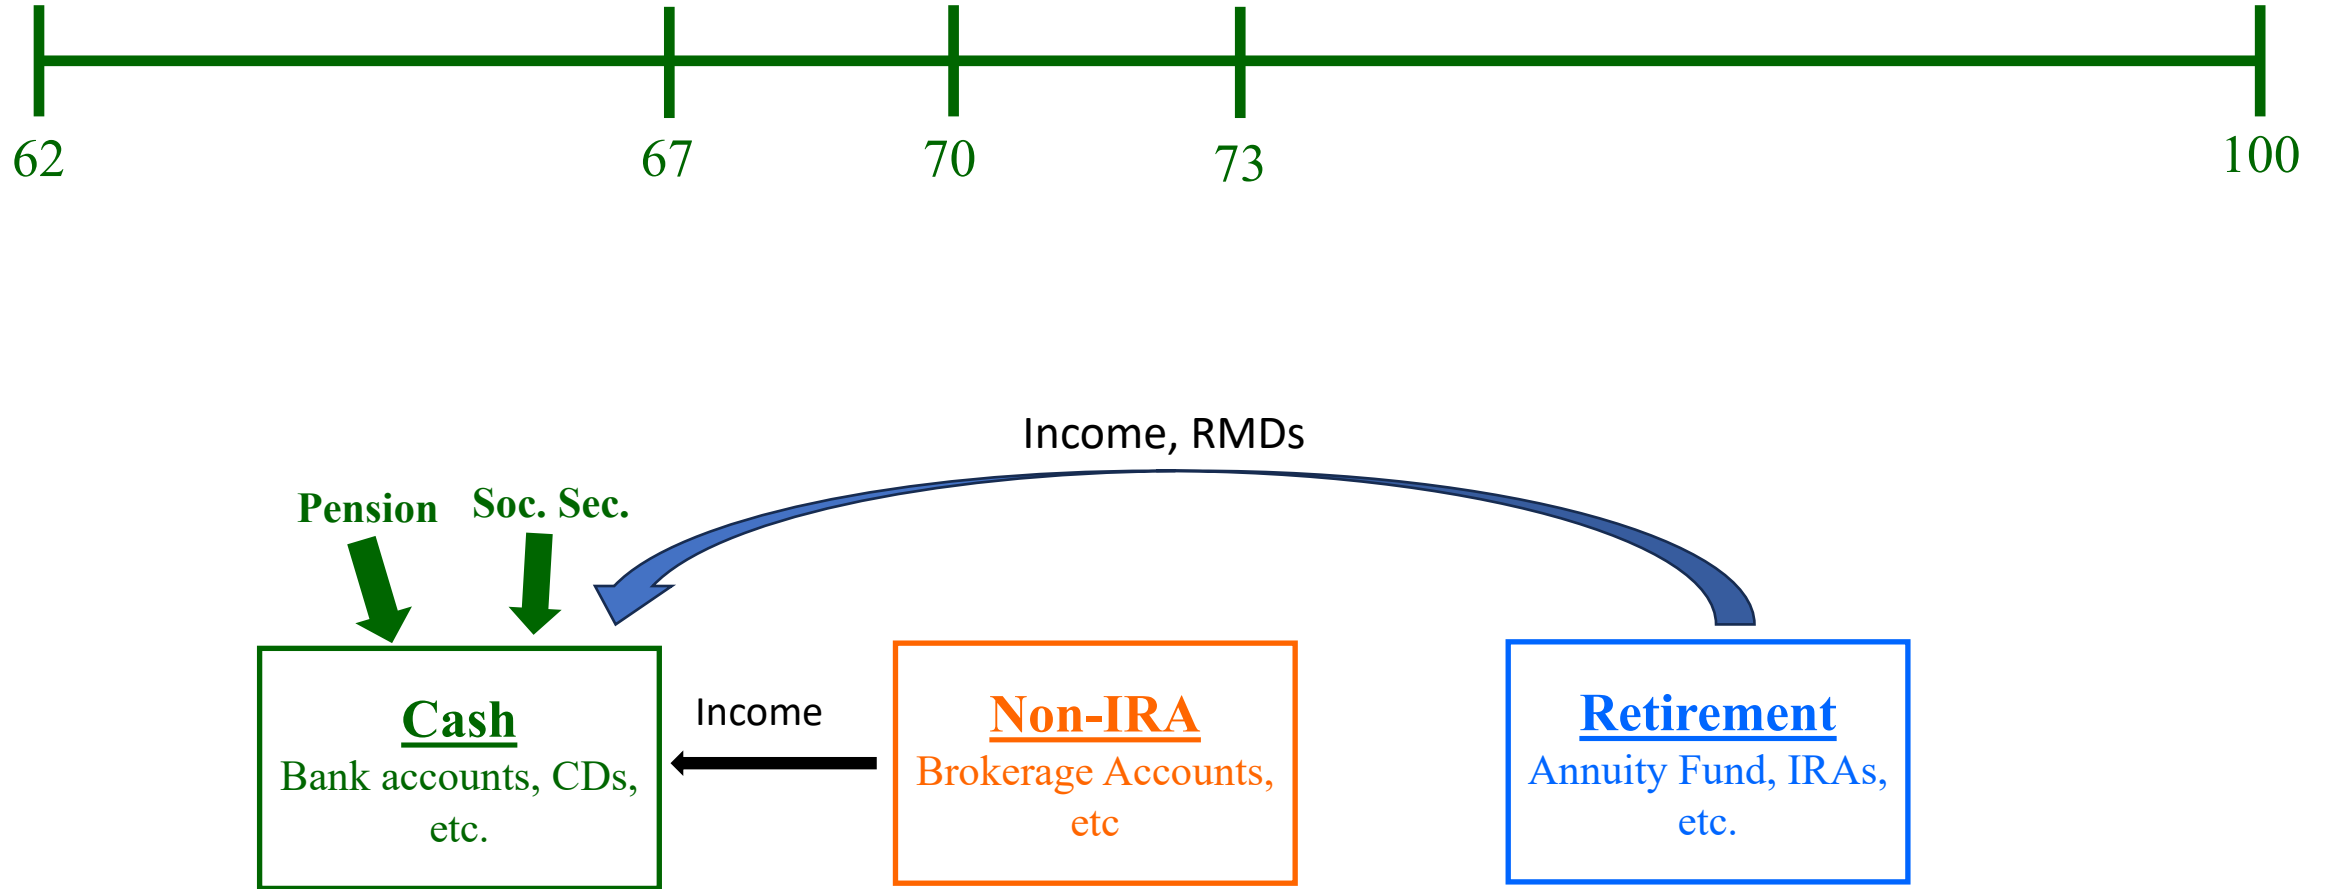 62
67
70
73
100
Income, RMDs
Pension
Soc. Sec.
Cash
Bank accounts, CDs,
etc.
Income
Non-IRA
Brokerage Accounts,
etc
Retirement
Annuity Fund, IRAs,
etc.